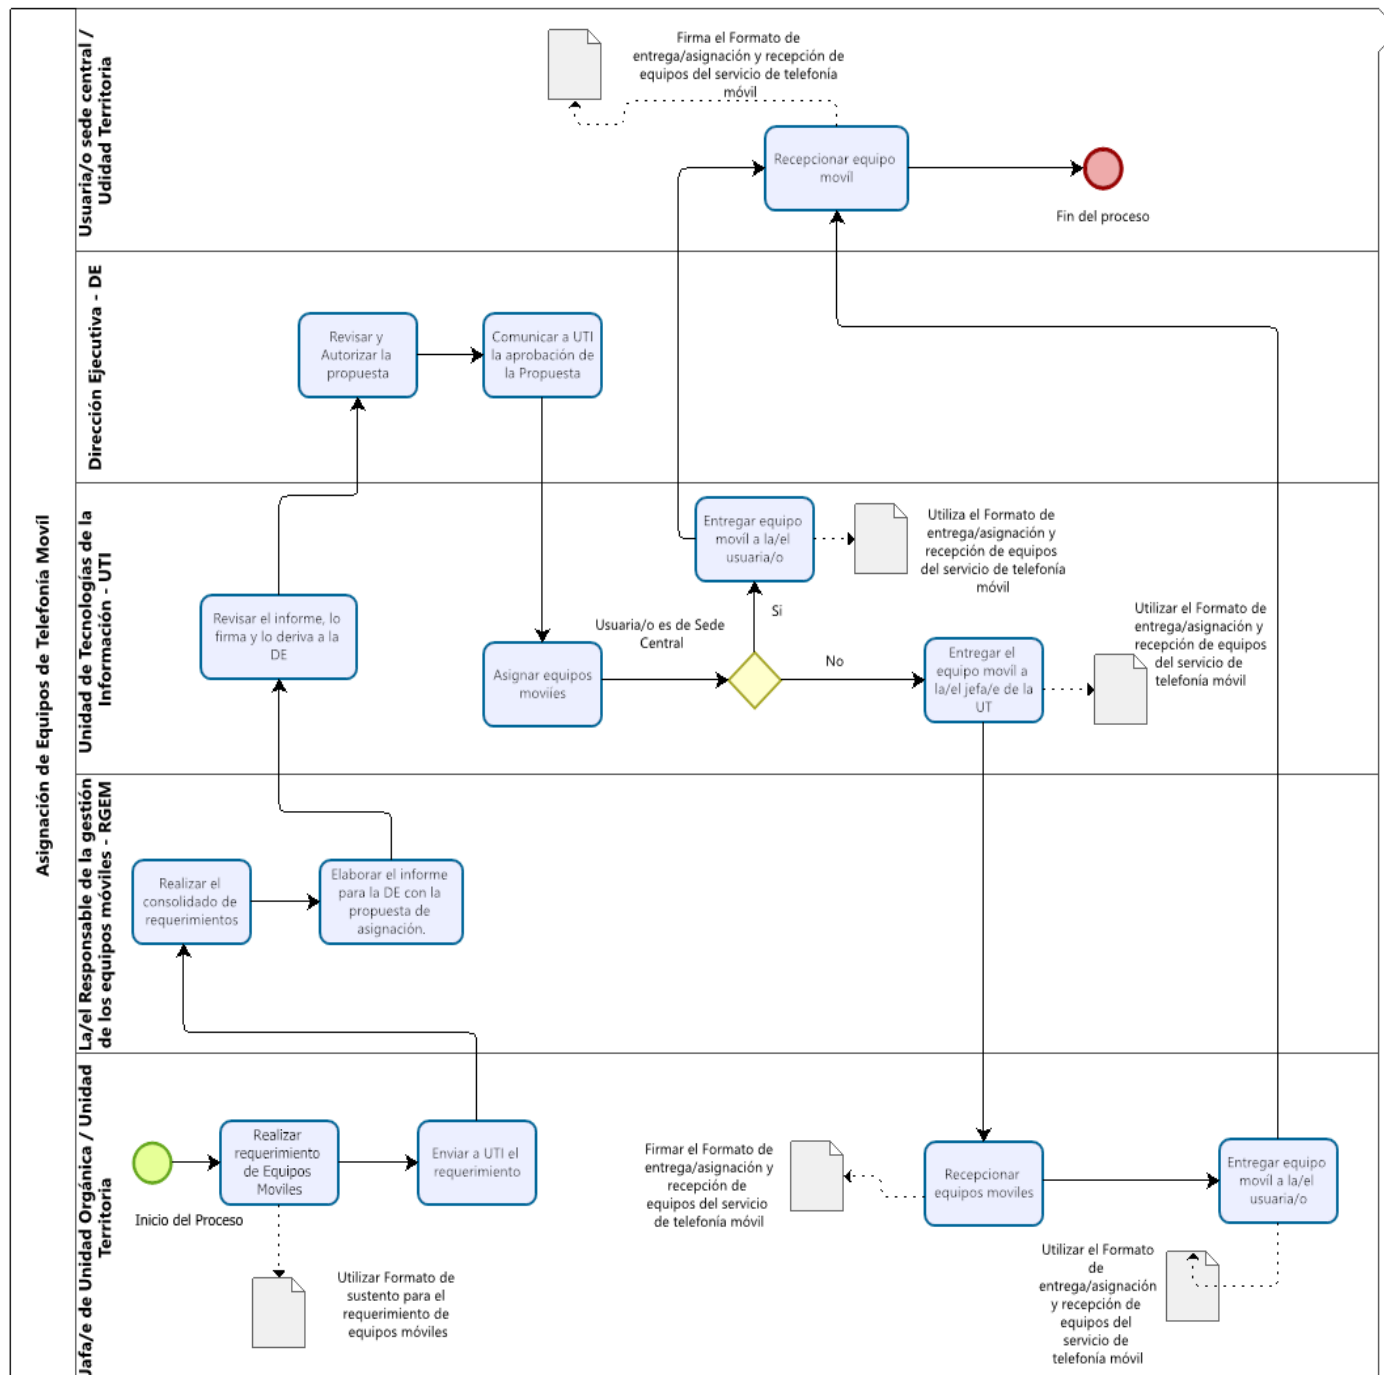 Asignación de Equipos de Telefonía Movíl
Usuaria/o sede central /
Udidad Territoria
Firma el Formato de
entrega/asignación y recepción de
equipos del servicio de telefonía
móvil
Recepcionar equipo
movíl
Fin del proceso
Dirección Ejecutiva - DE
Revisar y
Autorizar la
propuesta
Comunicar a UTI
la aprobación de
la Propuesta
Unidad de Tecnologías de la
Información - UTI
Revisar el informe, lo
firma y lo deriva a la
DE
Asignar equipos
moviíes
Usuaria/o es de Sede
Central
Si
No
Entregar equipo
movíl a la/el
usuaria/o
Utiliza el Formato de
entrega/asignación y
recepción de equipos
del servicio de telefonía
móvil
Entregar el
equipo movíl a
la/el jefa/e de la
UT
Utilizar el Formato de
entrega/asignación y
recepción de equipos
del servicio de
telefonía móvil
La/el Responsable de la gestión
de los equipos móviles - RGEM
Realizar el
consolidado de
requerimientos
Elaborar el informe
para la DE con la
propuesta de
asignación.
Jafa/e de Unidad Orgánica / Unidad
Territoria
Inicio del Proceso
Realizar
requerimiento
de Equipos
Moviles
Enviar a UTI el
requerimiento
Utilizar Formato de
sustento para el
requerimiento de
equipos móviles
Firmar el Formato de
entrega/asignación y
recepción de
equipos del servicio
de telefonía móvil
Recepcionar
equipos moviles
Entregar equipo
movíl a la/el
usuaria/o
Utilizar el Formato
de
entrega/asignación
y recepción de
equipos del
servicio de
telefonía móvil